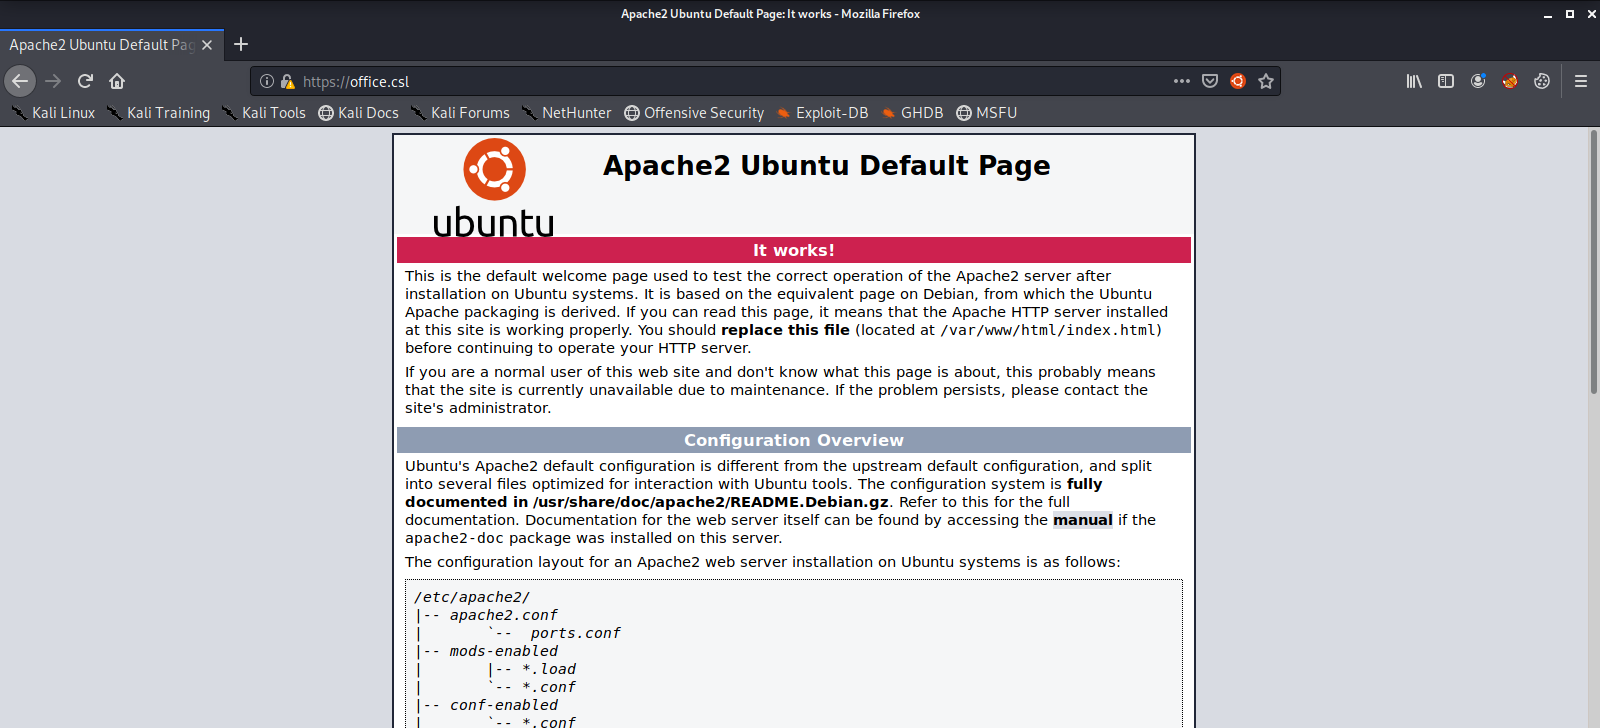 Apache2 Ubuntu Default Page: It works - Mozilla Firefox
Apache2 Ubuntu Default Pag
https://office.csl
Kali Linux Kali Training Kali Tools Kali Docs Kali Forums NetHunter Offensive Security Exploit-DB GHDB MSFU
ubuntu
Apache2 Ubuntu Default Page
It works!
This is the default welcome page used to test the correct operation of the Apache2 server after
installation on Ubuntu systems. It is based on the equivalent page on Debian, from which the Ubuntu
Apache packaging is derived. If you can read this page, it means that the Apache HTTP server installed
at this site is working properly. You should replace this file (located at /var/www/html/index.html)
before continuing to operate your HTTP server.
If you are a normal user of this web site and don't know what this page is about, this probably means
that the site is currently unavailable due to maintenance. If the problem persists, please contact the
site's administrator.
Configuration Overview
Ubuntu's Apache2 default configuration is different from the upstream default configuration, and split
into several files optimized for interaction with Ubuntu tools. The configuration system is fully
documented in /usr/share/doc/apache2/README.Debian.gz. Refer to this for the full
documentation. Documentation for the web server itself can be found by accessing the manual if the
apache2-doc package was installed on this server.
The configuration layout for an Apache2 web server installation on Ubuntu systems is as follows:
/etc/apache2/
|-- apache2.conf
|       `--  ports.conf
|-- mods-enabled
|       |-- *.load
|       `-- *.conf
|-- conf-enabled
|       `-- *.conf